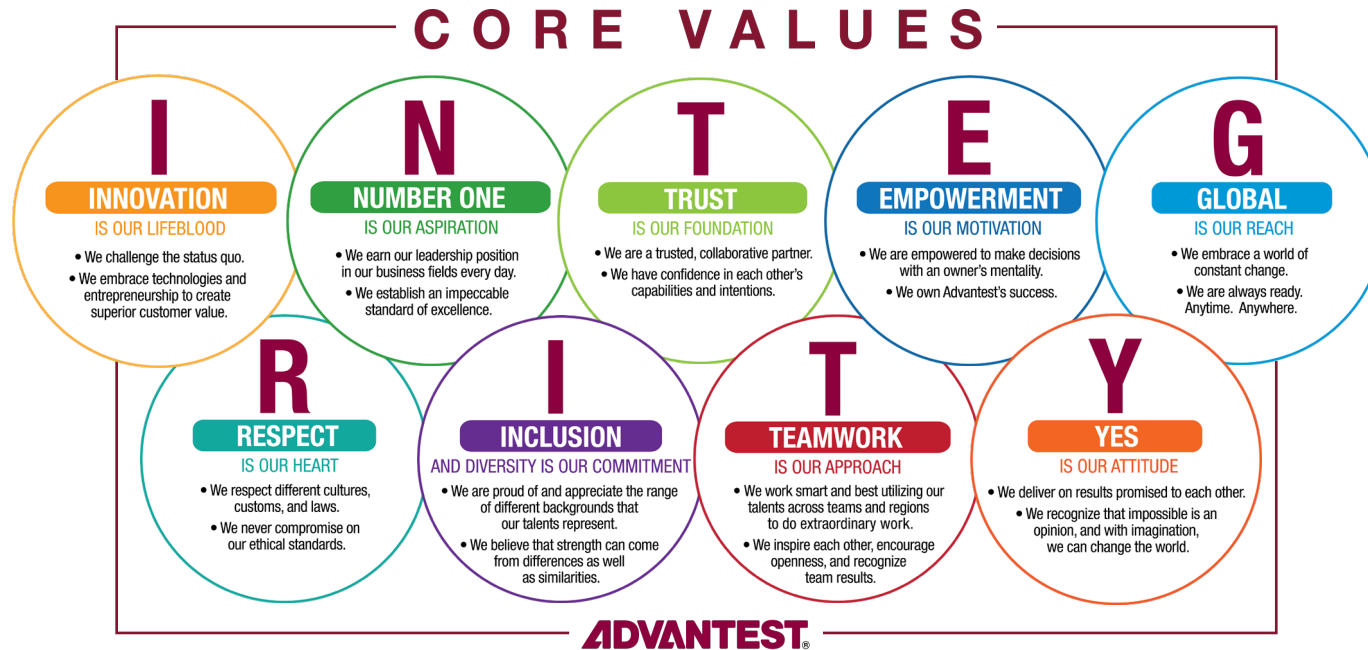 CORE VALUES
I
INNOVATION
IS OUR LIFEBLOOD
• We challenge the status quo.
• We embrace technologies and
entrepreneurship to create
superior customer value.
N
NUMBER ONE
IS OUR ASPIRATION
• We earn our leadership position
in our business fields every day.
• We establish an impeccable
standard of excellence.
T
TRUST
IS OUR FOUNDATION
• We are a trusted, collaborative partner.
• We have confidence in each other’s
capabilities and intentions.
E
EMPOWERMENT
IS OUR MOTIVATION
• We are empowered to make decisions
with an owner’s mentality.
• We own Advantest’s success.
G
GLOBAL
IS OUR REACH
• We embrace a world of
constant change.
• We are always ready.
Anytime. Anywhere.
R
RESPECT
IS OUR HEART
• We respect different cultures,
customs, and laws.
• We never compromise on
our ethical standards.
I
INCLUSION
AND DIVERSITY IS OUR COMMITMENT
• We are proud of and appreciate the range
of different backgrounds that
our talents represent.
• We believe that strength can come
from differences as well
as similarities.
T
TEAMWORK
IS OUR APPROACH
• We work smart and best utilizing our
talents across teams and regions
to do extraordinary work.
• We inspire each other, encourage
openness, and recognize
team results.
Y
YES
IS OUR ATTITUDE
• We deliver on results promised to each other.
• We recognize that impossible is an
opinion, and with imagination,
we can change the world.
ADVANTEST®